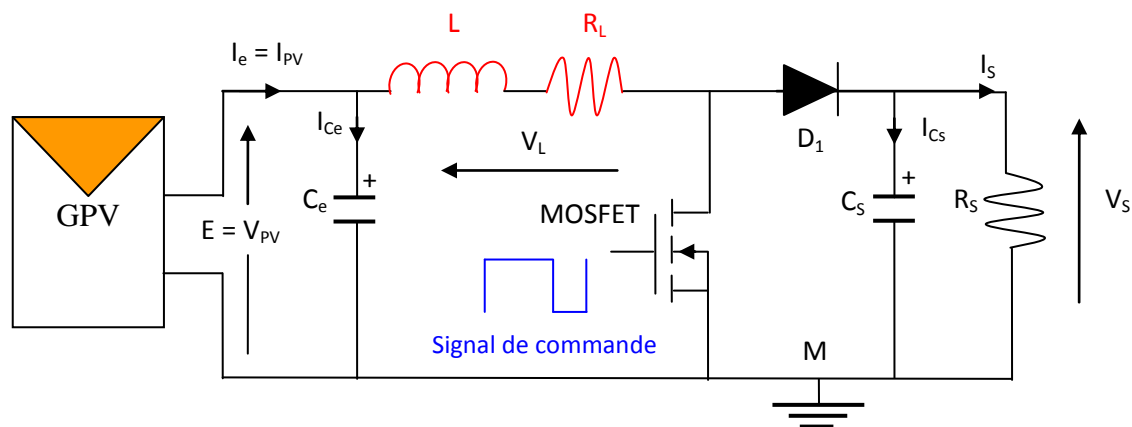 L
R_L
I_e = I_PV
I_S
I_Ce
D_1
I_Cs
V_L
+
+
C_e
MOSFET
C_S
R_S
V_S
GPV
E = V_PV
Signal de commande
M